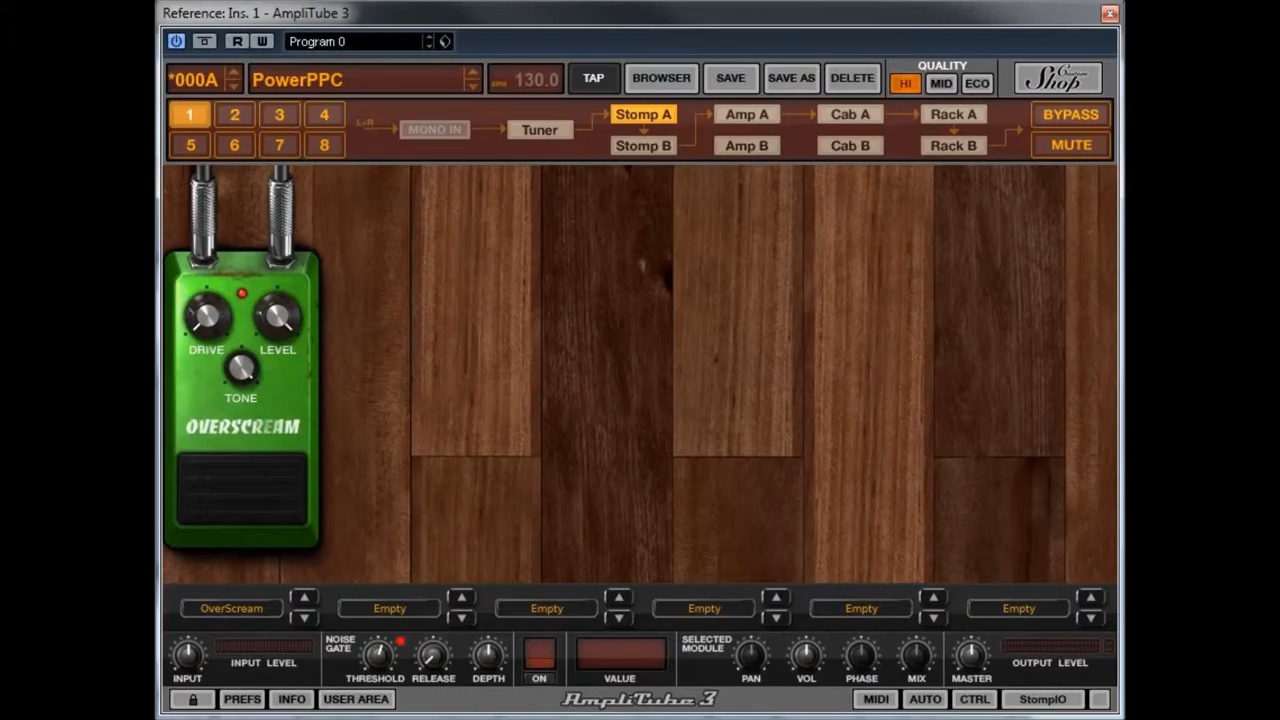 Reference: Ins. 1 - AmpliTube 3
R W Program 0
*000A PowerPPC BPM 130.0 TAP BROWSER SAVE SAVE AS DELETE QUALITY HI MID ECO Custom Shop
1 2 3 4 L+R MONO IN Tuner Stomp A Amp A Cab A Rack A BYPASS
5 6 7 8 Stomp B Amp B Cab B Rack B MUTE
DRIVE LEVEL
TONE
OVERSCREAM
OverScream Empty Empty Empty Empty Empty
INPUT INPUT LEVEL NOISE GATE THRESHOLD RELEASE DEPTH ON VALUE SELECTED MODULE PAN VOL PHASE MIX MASTER OUTPUT LEVEL
PREFS INFO USER AREA AmpliTube 3 MIDI AUTO CTRL StompIO